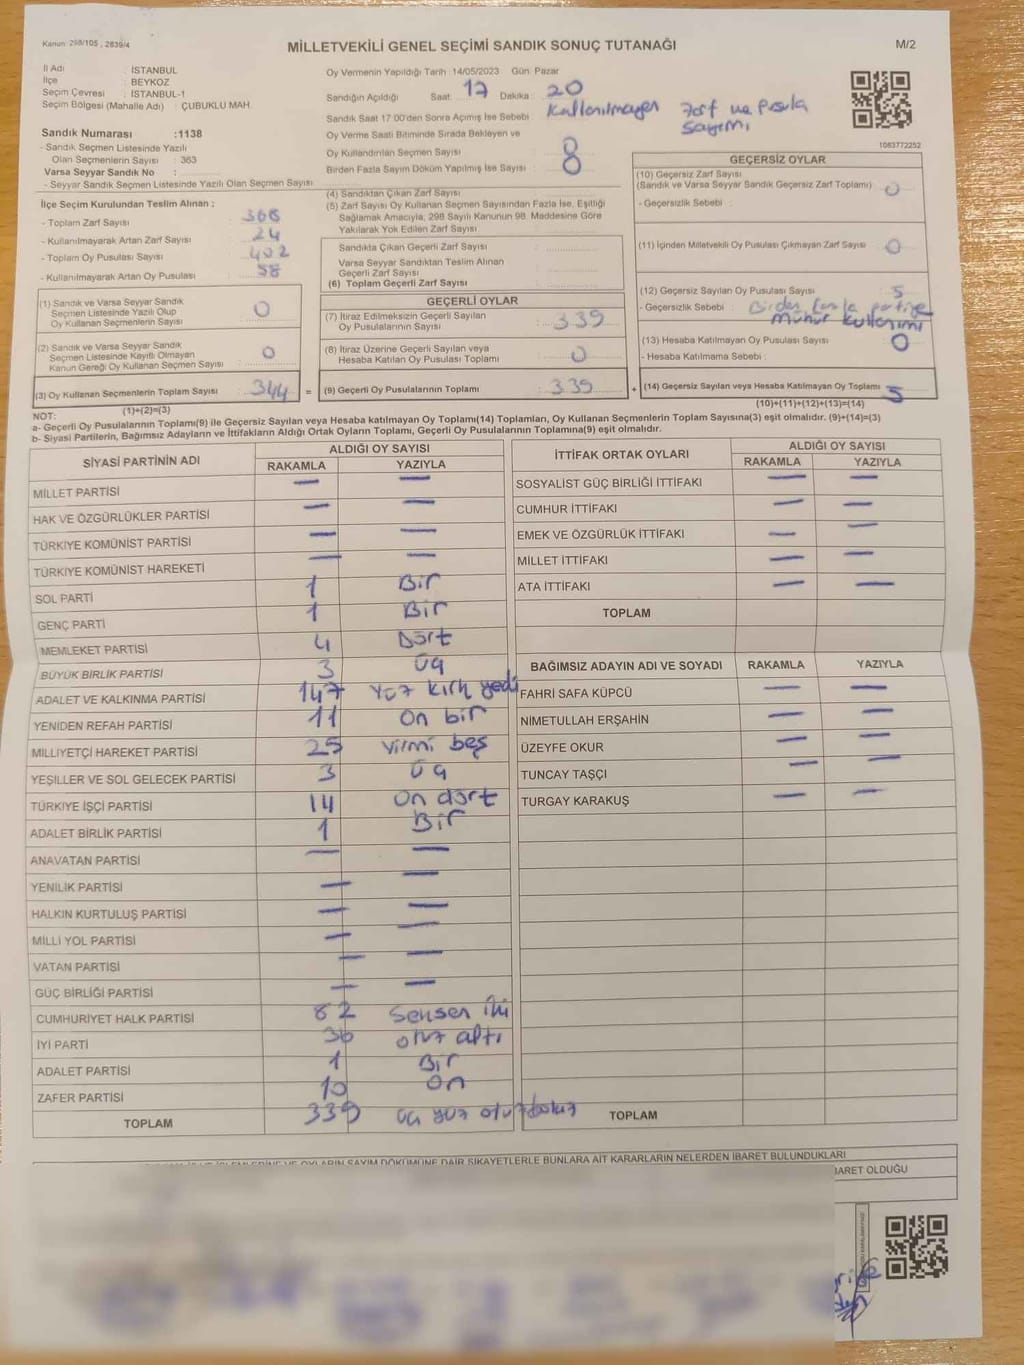 Kanun: 298/105 , 2839/4
MİLLETVEKİLİ GENEL SEÇİMİ SANDIK SONUÇ TUTANAĞI
M/2
İl Adı : İSTANBUL
İlçe : BEYKOZ
Seçim Çevresi : İSTANBUL-1
Seçim Bölgesi (Mahalle Adı) : ÇUBUKLU MAH.
Sandık Numarası :1138
- Sandık Seçmen Listesinde Yazılı
Olan Seçmenlerin Sayısı : 363
Varsa Seyyar Sandık No :
- Seyyar Sandık Seçmen Listesinde Yazılı Olan Seçmen Sayısı :
İlçe Seçim Kurulundan Teslim Alınan ;
- Toplam Zarf Sayısı : 368
- Kullanılmayarak Artan Zarf Sayısı : 24
- Toplam Oy Pusulası Sayısı : 402
- Kullanılmayarak Artan Oy Pusulası : 58
(1) Sandık ve Varsa Seyyar Sandık
Seçmen Listesinde Yazılı Olup
Oy Kullanan Seçmenlerin Sayısı : 0
(2) Sandık ve Varsa Seyyar Sandık
Seçmen Listesinde Kayıtlı Olmayan
Kanun Gereği Oy Kullanan Seçmen Sayısı : 0
(3) Oy Kullanan Seçmenlerin Toplam Sayısı : 344
(1)+(2)=(3)
Oy Vermenin Yapıldığı Tarih :14/05/2023 Gün: Pazar
Sandığın Açıldığı Saat: 17 Dakika: 20
Sandık Saat 17.00'den Sonra Açımış İse Sebebi : Kullanılmayan zarf ve pusula
sayımı
Oy Verme Saati Bitiminde Sırada Bekleyen ve
Oy Kullandırılan Seçmen Sayısı : 8
Birden Fazla Sayım Döküm Yapılmış İse Sayısı :
(4) Sandıktan Çıkan Zarf Sayısı :
(5) Zarf Sayısı Oy Kullanan Seçmen Sayısından Fazla İse, Eşitliği
Sağlamak Amacıyla, 298 Sayılı Kanunun 98. Maddesine Göre
Yakılarak Yok Edilen Zarf Sayısı :
Sandıkta Çıkan Geçerli Zarf Sayısı :
Varsa Seyyar Sandıktan Teslim Alınan
Geçerli Zarf Sayısı :
(6) Toplam Geçerli Zarf Sayısı :
GEÇERLİ OYLAR
(7) İtiraz Edilmeksizin Geçerli Sayılan
Oy Pusulalarının Sayısı : 339
(8) İtiraz Üzerine Geçerli Sayılan veya
Hesaba Katılan Oy Pusulası Toplamı : 0
= (9) Geçerli Oy Pusulalarının Toplamı : 339
1083772252
GEÇERSİZ OYLAR
(10) Geçersiz Zarf Sayısı
(Sandık ve Varsa Seyyar Sandık Geçersiz Zarf Toplamı) : 0
- Geçersizlik Sebebi :
(11) İçinden Milletvekili Oy Pusulası Çıkmayan Zarf Sayısı : 0
(12) Geçersiz Sayılan Oy Pusulası Sayısı : 5
- Geçersizlik Sebebi : Birden fazla partiye
mühür kullanımı
(13) Hesaba Katılmayan Oy Pusulası Sayısı : 0
- Hesaba Katılmama Sebebi :
+ (14) Geçersiz Sayılan veya Hesaba Katılmayan Oy Toplamı : 5
(10)+(11)+(12)+(13)=(14)
NOT:
a- Geçerli Oy Pusulalarının Toplamı(9) ile Geçersiz Sayılan veya Hesaba katılmayan Oy Toplamı(14) Toplamları, Oy Kullanan Seçmenlerin Toplam Sayısına(3) eşit olmalıdır. (9)+(14)=(3)
b- Siyasi Partilerin, Bağımsız Adayların ve İttifakların Aldığı Ortak Oyların Toplamı, Geçerli Oy Pusulalarının Toplamına(9) eşit olmalıdır.
SİYASİ PARTİNİN ADI ALDIĞI OY SAYISI
RAKAMLA YAZIYLA
MİLLET PARTİSİ — —
HAK VE ÖZGÜRLÜKLER PARTİSİ — —
TÜRKİYE KOMÜNİST PARTİSİ — —
TÜRKİYE KOMÜNİST HAREKETİ — —
SOL PARTİ 1 Bir
GENÇ PARTİ 1 Bir
MEMLEKET PARTİSİ 4 Dört
BÜYÜK BİRLİK PARTİSİ 3 üç
ADALET VE KALKINMA PARTİSİ 147 yüz kırk yedi
YENİDEN REFAH PARTİSİ 11 on bir
MİLLİYETÇİ HAREKET PARTİSİ 25 yirmi beş
YEŞİLLER VE SOL GELECEK PARTİSİ 3 üç
TÜRKİYE İŞÇİ PARTİSİ 14 on dört
ADALET BİRLİK PARTİSİ 1 Bir
ANAVATAN PARTİSİ — —
YENİLİK PARTİSİ — —
HALKIN KURTULUŞ PARTİSİ — —
MİLLİ YOL PARTİSİ — —
VATAN PARTİSİ — —
GÜÇ BİRLİĞİ PARTİSİ — —
CUMHURİYET HALK PARTİSİ 82 seksen iki
İYİ PARTİ 36 otuz altı
ADALET PARTİSİ 1 Bir
ZAFER PARTİSİ 10 on
TOPLAM 339 üç yüz otuz dokuz
İTTİFAK ORTAK OYLARI ALDIĞI OY SAYISI
RAKAMLA YAZIYLA
SOSYALİST GÜÇ BİRLİĞİ İTTİFAKI — —
CUMHUR İTTİFAKI — —
EMEK VE ÖZGÜRLÜK İTTİFAKI — —
MİLLET İTTİFAKI — —
ATA İTTİFAKI — —
TOPLAM
BAĞIMSIZ ADAYIN ADI VE SOYADI RAKAMLA YAZIYLA
FAHRİ SAFA KÜPCÜ — —
NİMETULLAH ERŞAHİN — —
ÜZEYFE OKUR — —
TUNCAY TAŞÇI — —
TURGAY KARAKUŞ — —
TOPLAM
OYLARIN SAYIM DÖKÜMÜNE DAİR ŞİKAYETLERLE BUNLARA AİT KARARLARIN NELERDEN İBARET BULUNDUKLARI
İBARET OLDUĞU